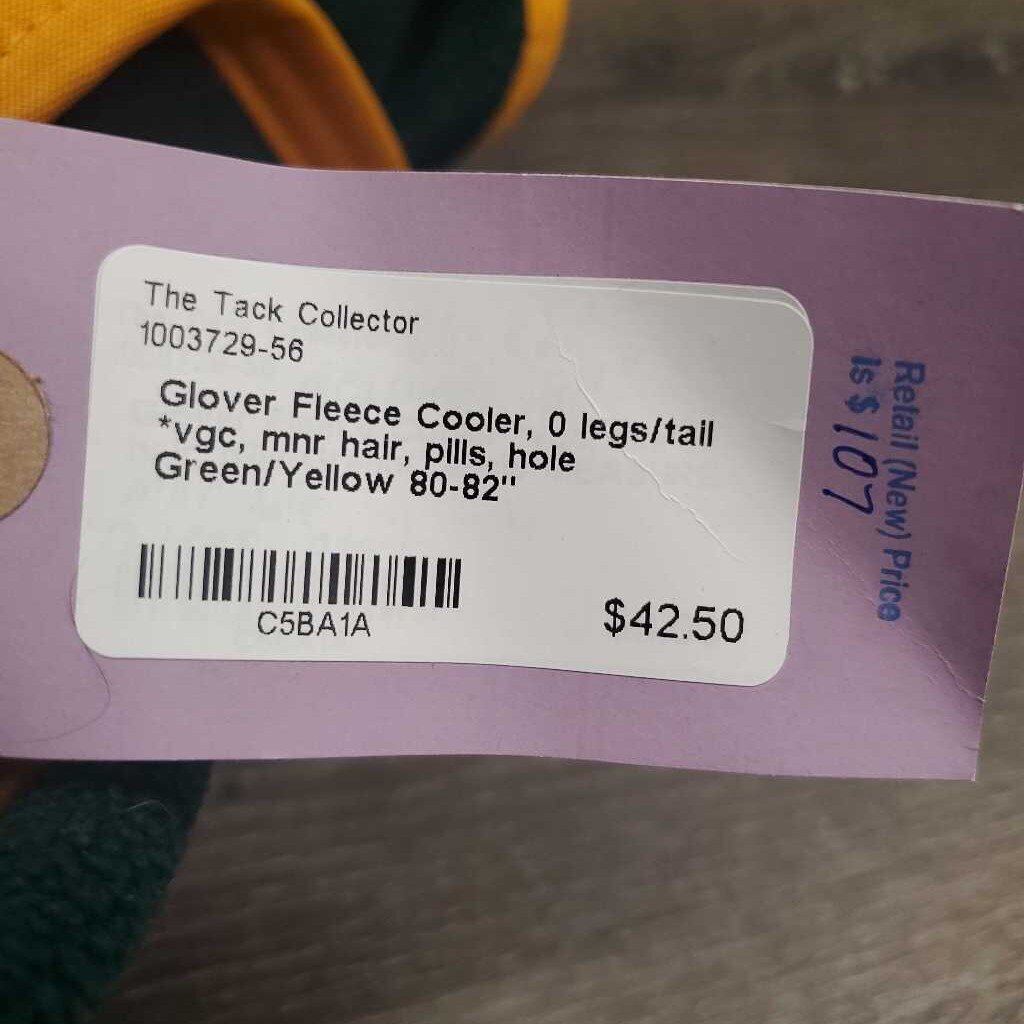 The Tack Collector
1003729-56
Glover Fleece Cooler, 0 legs/tail
*vgc, mnr hair, pills, hole
Green/Yellow 80-82"
C5BA1A
$42.50
Retail (New) Price
is $ 107